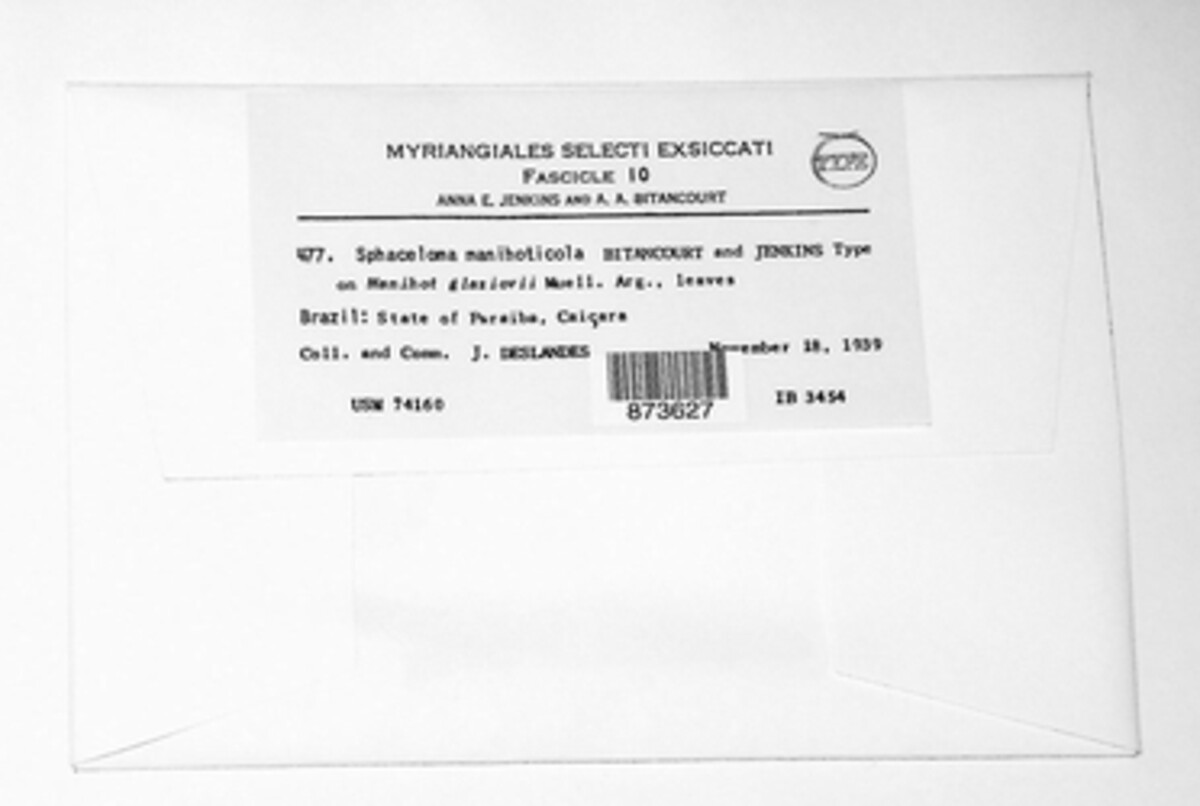 MYRIANGIALES SELECTI EXSICCATI
FASCICLE 10
ANNA E. JENKINS AND A. A. BITANCOURT
TYPE
477. Sphaceloma manihoticola BITANCOURT and JENKINS Type
on Manihot glaziovii Muell. Arg., leaves
Brazil: State of Paraiba, Caiçara
Coll. and Comm. J. DESLANDES November 18, 1939
USM 74160 IB 3454
873627